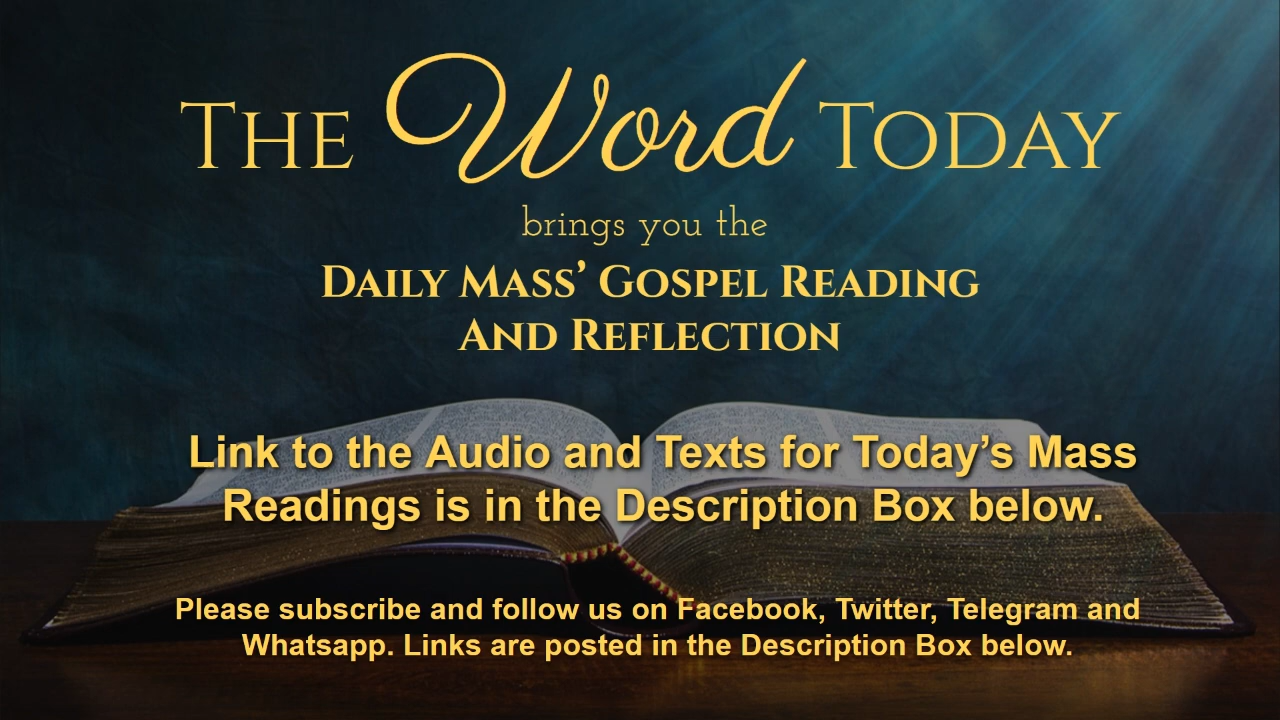 The Word Today
brings you the
Daily Mass’ Gospel Reading
And Reflection
Link to the Audio and Texts for Today’s Mass
Readings is in the Description Box below.
Please subscribe and follow us on Facebook, Twitter, Telegram and
Whatsapp. Links are posted in the Description Box below.